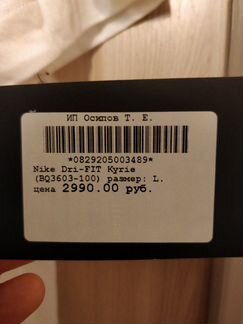 ИП Осипов Т. Е.
*0829205003489*
Nike Dri-FIT Kyrie
(BQ3603-100) размер: L.
цена 2990.00 руб.